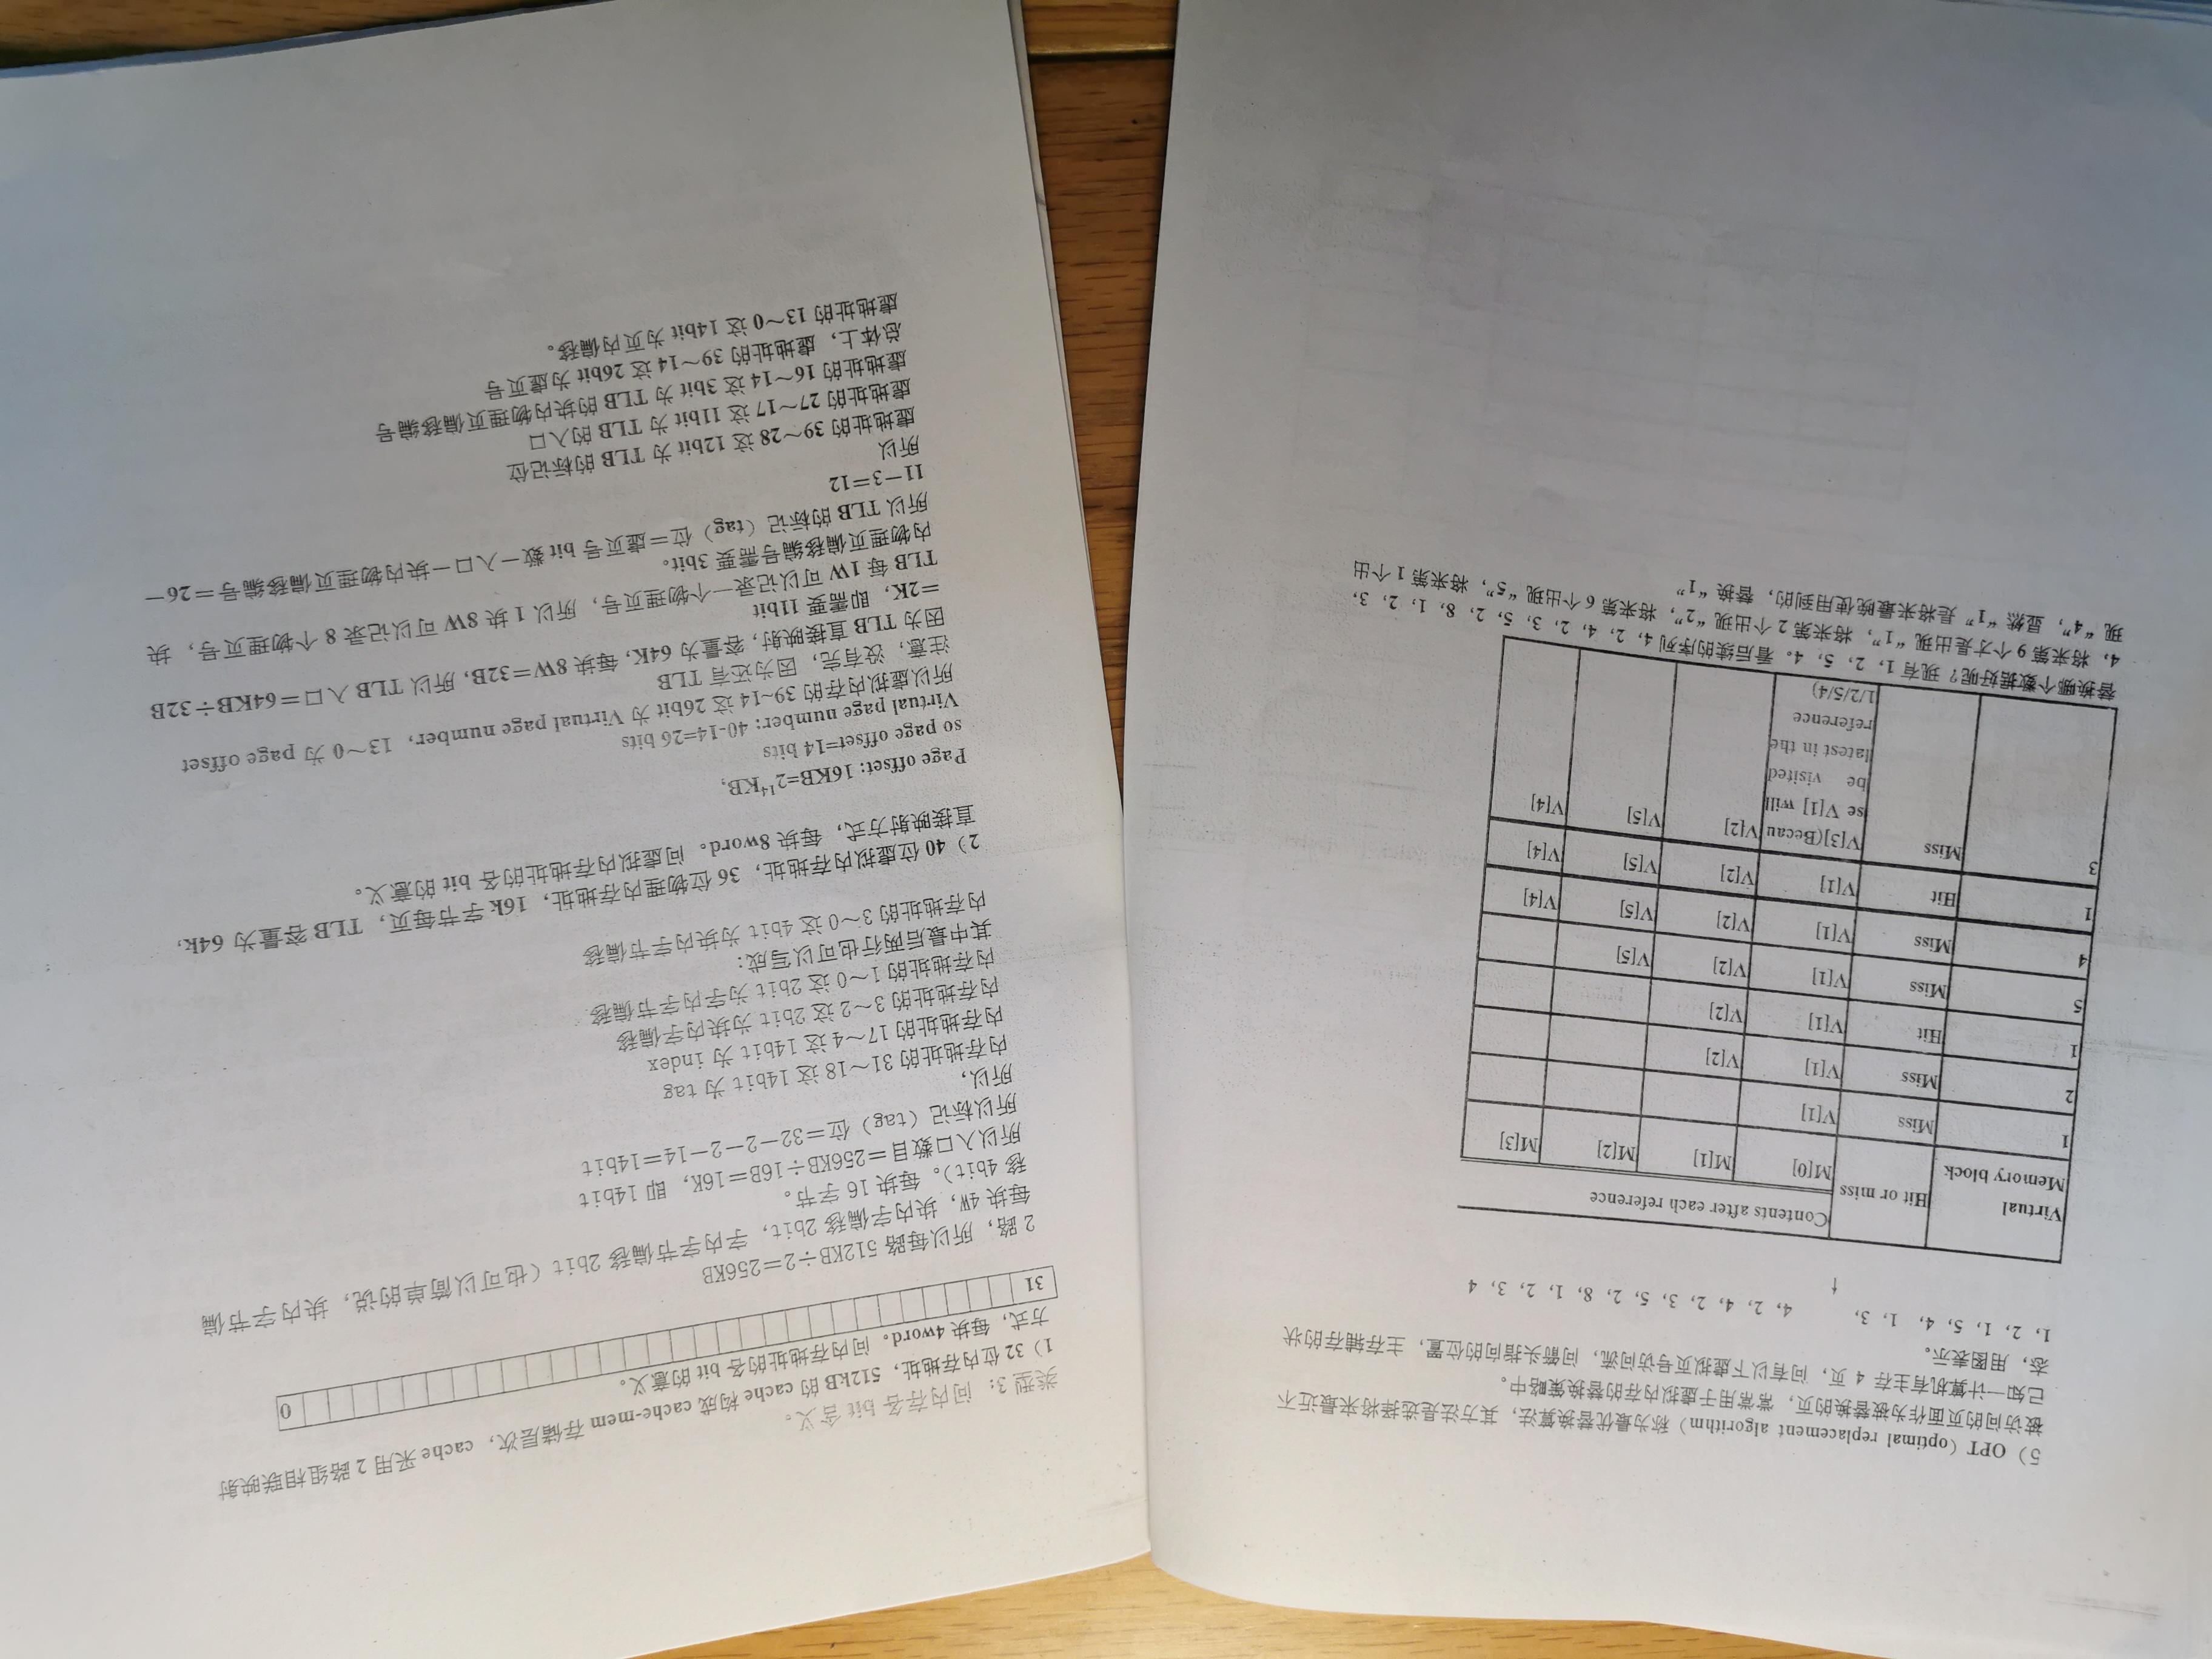 5) OPT (optimal replacement algorithm) 称为最优替换算法, 其方法是选择将来最近不
被访问的页面作为被替换的页, 常常用于虚拟内存的替换策略中。
已知一计算机有主存 4 页, 问有以下虚拟页号访问流, 问箭头指向的位置, 主存辅存的状
态, 用图表示。
1, 2, 1, 5, 4, 1, 3, 4, 2, 4, 2, 3, 5, 2, 8, 1, 2, 3, 4
↑
Virtual Memory block Hit or miss Contents after each reference
M[0] M[1] M[2] M[3]
1 Miss V[1]
2 Miss V[1] V[2]
1 Hit V[1] V[2]
5 Miss V[1] V[2] V[5]
4 Miss V[1] V[2] V[5] V[4]
1 Hit V[1] V[2] V[5] V[4]
3 Miss V[3](Becau V[2] V[5] V[4]
se V[1] will
be visited
latest in the
reference
1/2/5/4)
替换哪个数据好呢? 现有 1, 2, 5, 4。看后续的序列 4, 2, 4, 2, 3, 5, 2, 8, 1, 2, 3,
4, 将来第 9 个才是出现 “1”, 将来第 2 个出现 “2”, 将来第 6 个出现 “5”, 将来第 1 个出
现 “4”, 显然 “1” 是将来最晚使用到的, 替换 “1”
类型 3: 问内存各 bit 含义。
1) 32 位内存地址, 512kB 的 cache 构成 cache-mem 存储层次, cache 采用 2 路组相联映射
方式, 每块 4word。问内存地址的各 bit 的意义。
31 0
2 路, 所以每路 512KB÷2=256KB
每块 4W, 块内字偏移 2bit, 字内字节偏移 2bit (也可以简单的说, 块内字节偏
移 4bit)。每块 16 字节。
所以入口数目=256KB÷16B=16K, 即 14bit
所以标记 (tag) 位=32-2-2-14=14bit
所以,
内存地址的 31~18 这 14bit 为 tag
内存地址的 17~4 这 14bit 为 index
内存地址的 3~2 这 2bit 为块内字偏移
内存地址的 1~0 这 2bit 为字内字节偏移
其中最后两行也可以写成:
内存地址的 3~0 这 4bit 为块内字节偏移
2) 40 位虚拟内存地址, 36 位物理内存地址, 16k 字节每页, TLB 容量为 64k,
直接映射方式, 每块 8word。问虚拟内存地址的各 bit 的意义。
Page offset: 16KB=2¹⁴KB,
so page offset=14 bits
Virtual page number: 40-14=26 bits
所以虚拟内存的 39~14 这 26bit 为 Virtual page number, 13~0 为 page offset
注意, 没有完, 因为还有 TLB
因为 TLB 直接映射, 容量为 64K, 每块 8W=32B, 所以 TLB 入口=64KB÷32B
=2K, 即需要 11bit
TLB 每 1W 可以记录一个物理页号, 所以 1 块 8W 可以记录 8 个物理页号, 块
内物理页偏移编号需要 3bit。
所以 TLB 的标记 (tag) 位=虚页号 bit 数-入口-块内物理页偏移编号=26-
11-3=12
所以
虚地址的 39~28 这 12bit 为 TLB 的标记位
虚地址的 27~17 这 11bit 为 TLB 的入口
虚地址的 16~14 这 3bit 为 TLB 的块内物理页偏移编号
总体上, 虚地址的 39~14 这 26bit 为虚页号
虚地址的 13~0 这 14bit 为页内偏移。